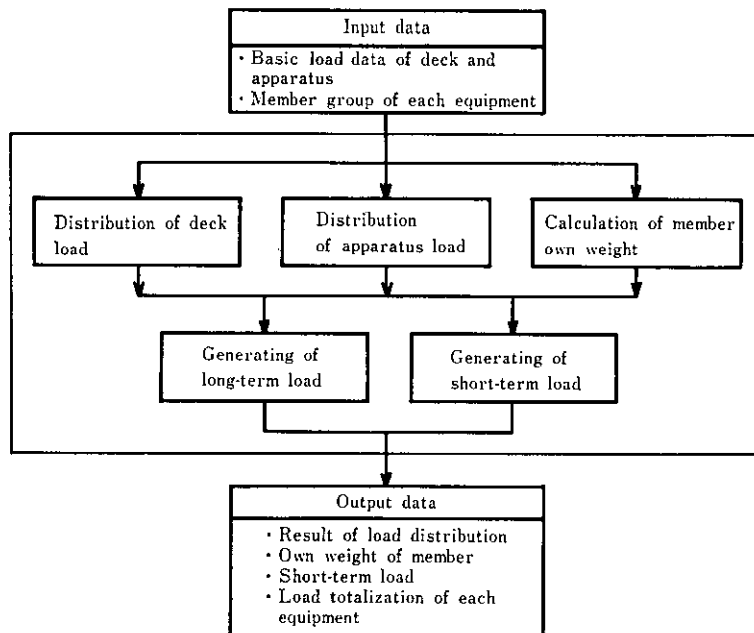 Input data
· Basic load data of deck and
apparatus
· Member group of each equipment
Distribution of deck
load
Distribution
of apparatus load
Calculation of member
own weight
Generating of
long-term load
Generating of
short-term load
Output data
· Result of load distribution
· Own weight of member
· Short-term load
· Load totalization of each
equipment